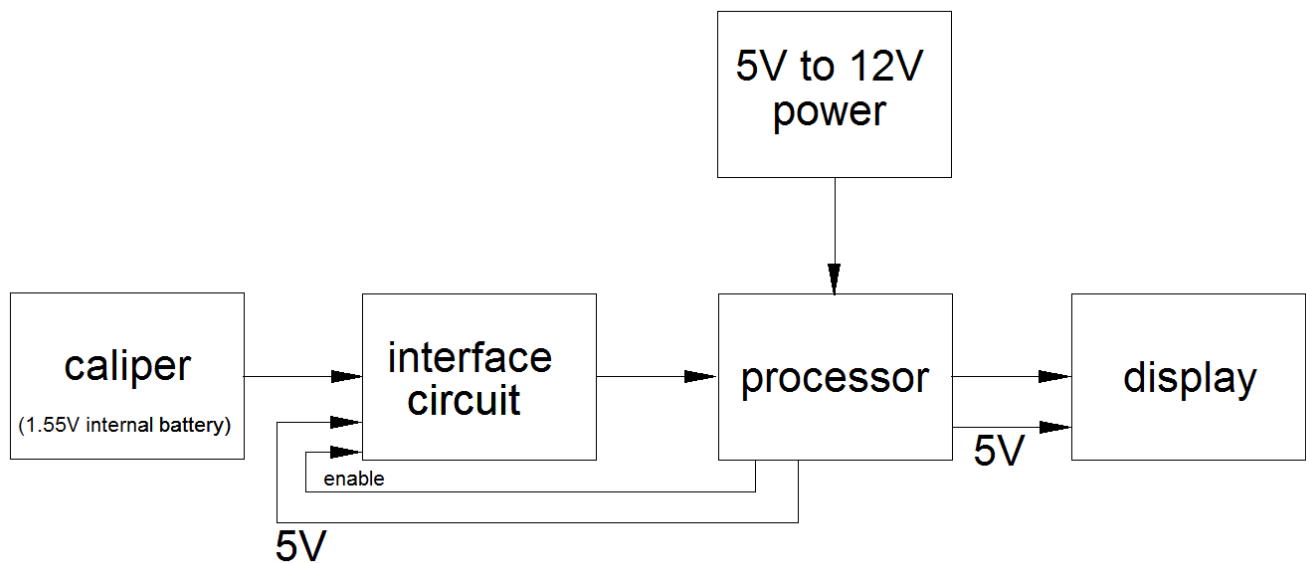 5V to 12V
power
caliper
(1.55V internal battery)
interface
circuit
processor
display
5V
enable
5V